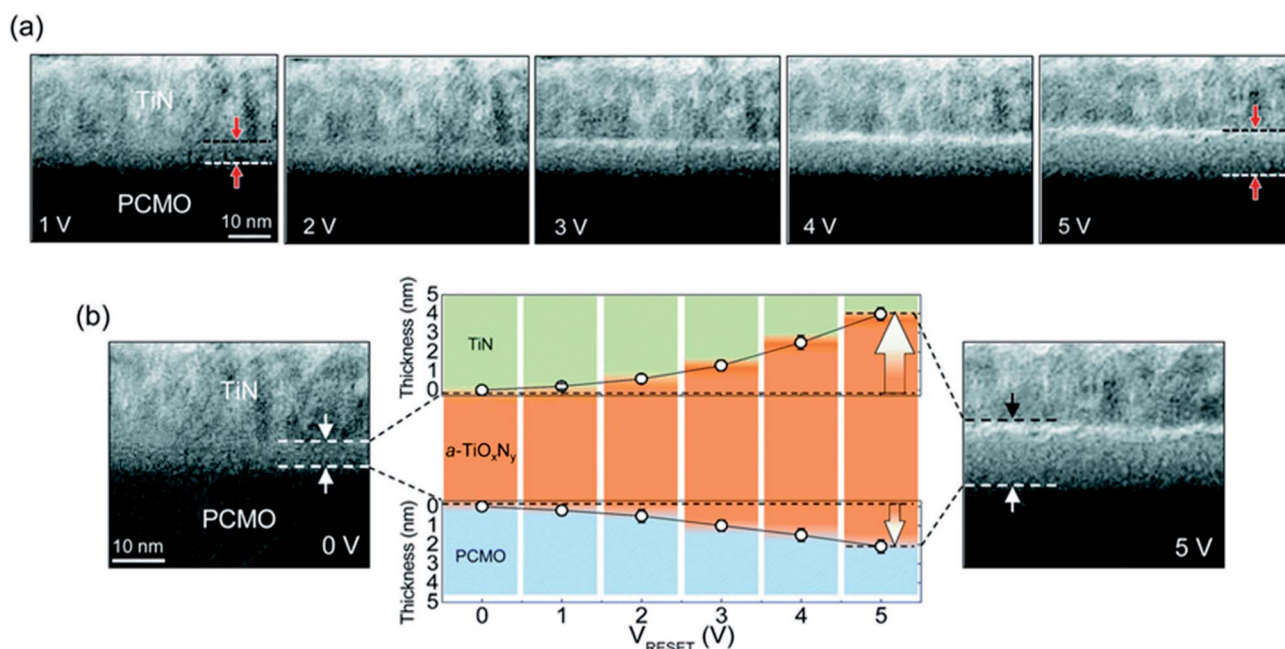 (a)
TiN
PCMO
1 V
10 nm
2 V
3 V
4 V
5 V
(b)
TiN
PCMO
0 V
10 nm
Thickness (nm)
5
4
3
2
1
0
TiN
a-TiOxNy
Thickness (nm)
0
1
2
3
4
5
PCMO
0 1 2 3 4 5
VRESET (V)
5 V